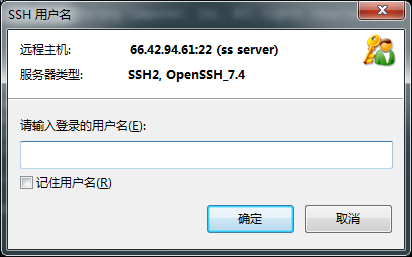 SSH 用户名
远程主机: 66.42.94.61:22 (ss server)
服务器类型: SSH2, OpenSSH_7.4
请输入登录的用户名(E):
记住用户名(R)
确定 取消